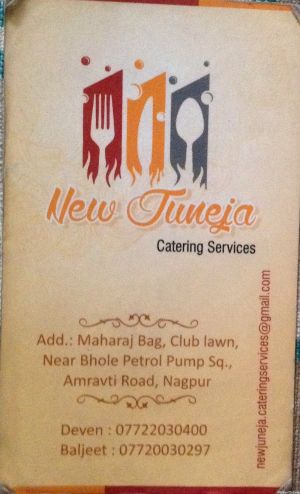 New Juneja
Catering Services
Add.: Maharaj Bag, Club lawn,
Near Bhole Petrol Pump Sq.,
Amravti Road, Nagpur
Deven : 07722030400
Baljeet : 07720030297
newjuneja.cateringservices@gmail.com